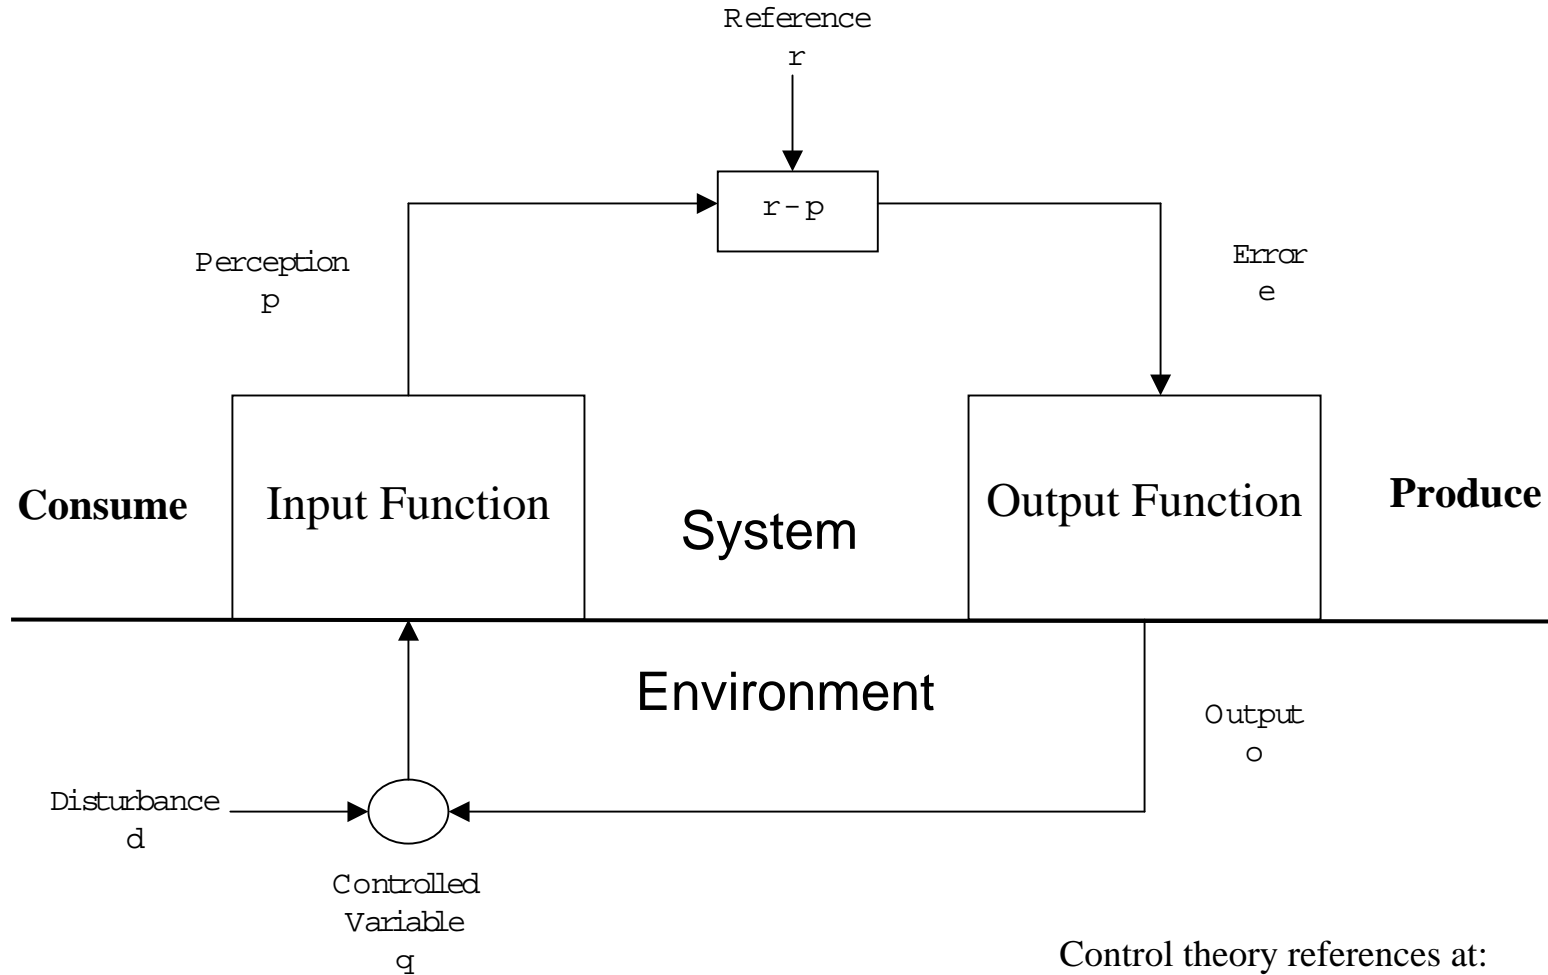 Reference
r
r-p
Perception
p
Error
e
Consume
Input Function
System
Output Function
Produce
Environment
Output
o
Disturbance
d
Controlled
Variable
q
Control theory references at: